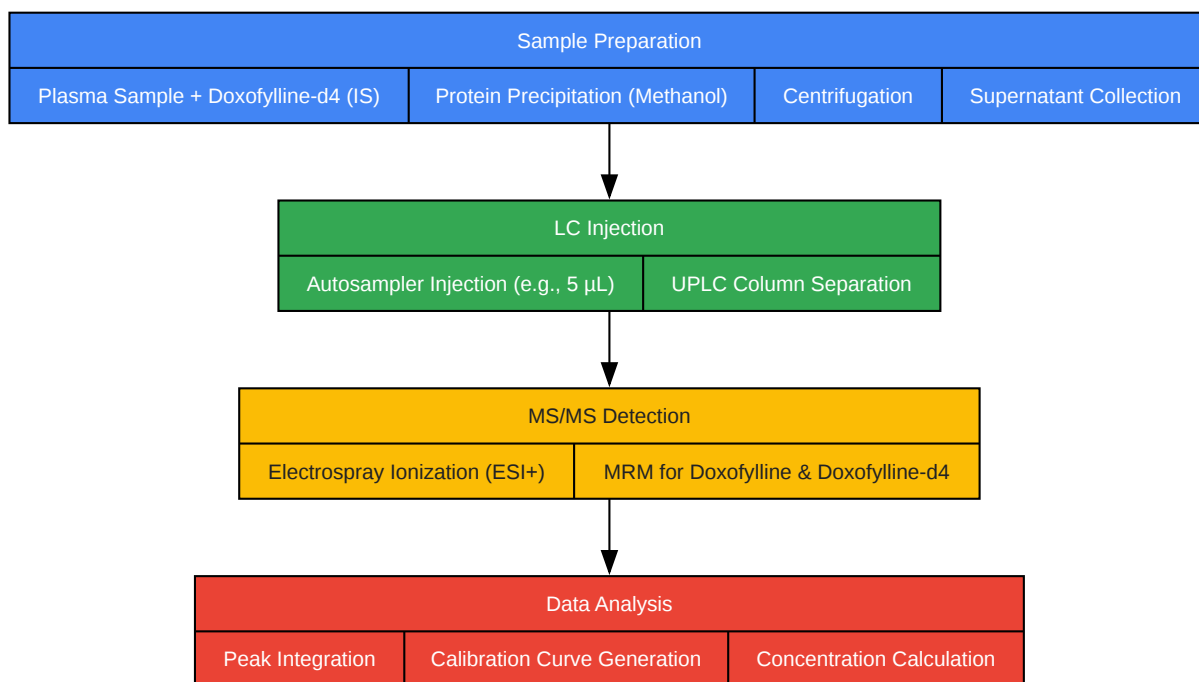 Sample Preparation
Plasma Sample + Doxofylline-d4 (IS)
Protein Precipitation (Methanol)
Centrifugation
Supernatant Collection
LC Injection
Autosampler Injection (e.g., 5 µL)
UPLC Column Separation
MS/MS Detection
Electrospray Ionization (ESI+)
MRM for Doxofylline & Doxofylline-d4
Data Analysis
Peak Integration
Calibration Curve Generation
Concentration Calculation